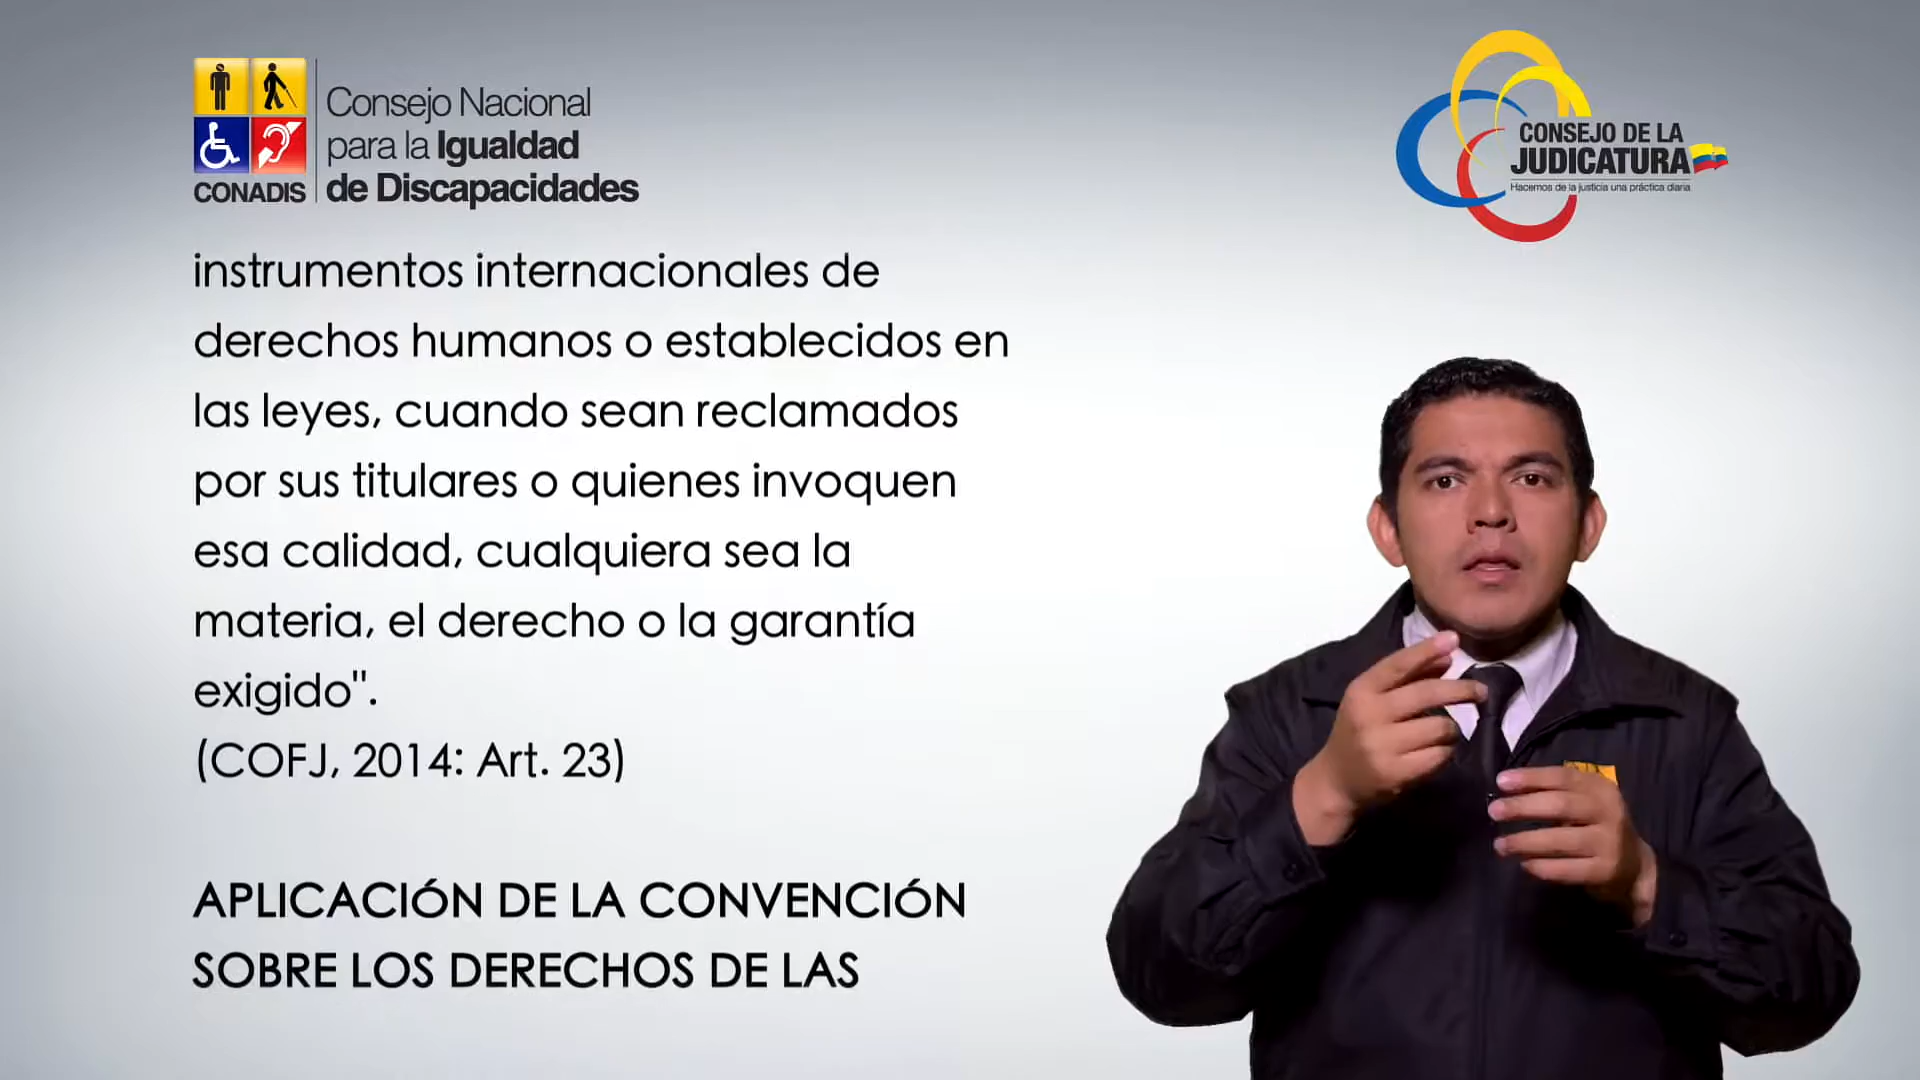 Consejo Nacional
para la Igualdad
de Discapacidades
CONADIS
CONSEJO DE LA
JUDICATURA
Hacemos de la justicia una práctica diaria
instrumentos internacionales de
derechos humanos o establecidos en
las leyes, cuando sean reclamados
por sus titulares o quienes invoquen
esa calidad, cualquiera sea la
materia, el derecho o la garantía
exigido".
(COFJ, 2014: Art. 23)
APLICACIÓN DE LA CONVENCIÓN
SOBRE LOS DERECHOS DE LAS